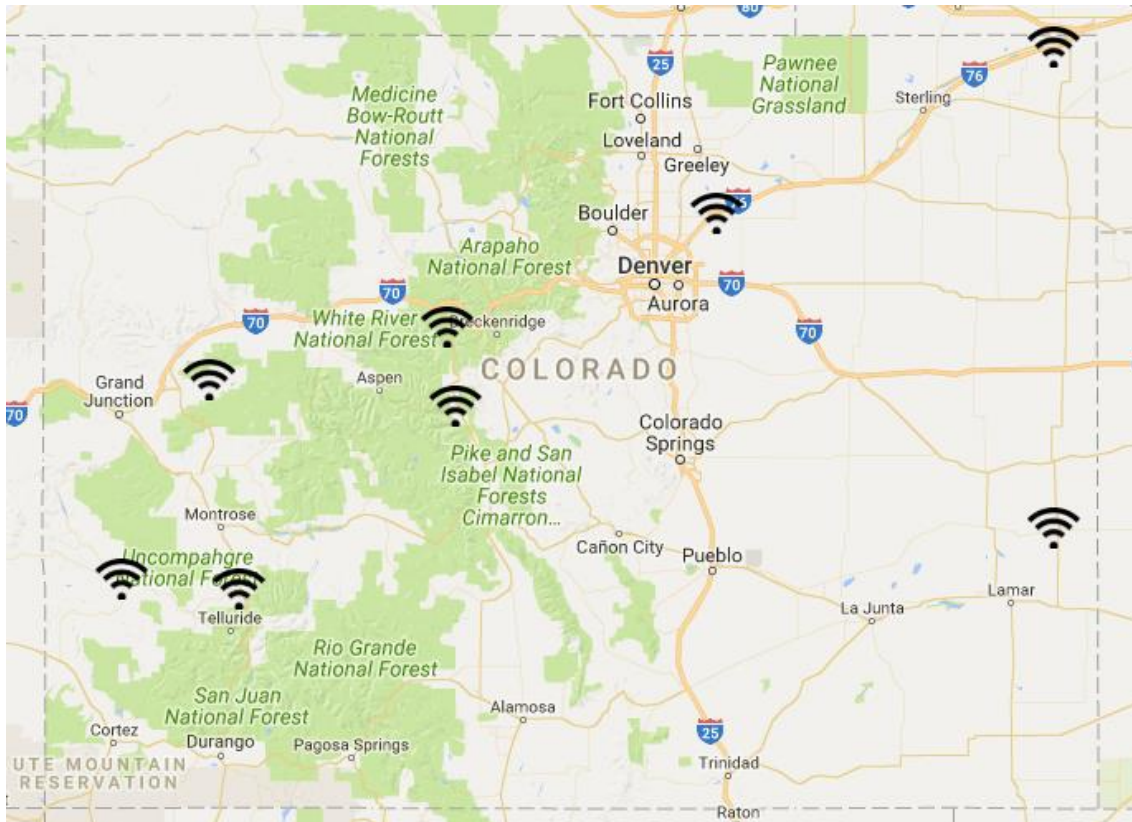 80
25
76
Pawnee
National
Grassland
Sterling
Medicine
Bow-Routt
National
Forests
Fort Collins
Loveland
Greeley
Boulder
Arapaho
National Forest
Denver
Aurora
70
70
70
70
White River
National Forest
Breckenridge
COLORADO
Aspen
Grand
Junction
70
Colorado
Springs
Pike and San
Isabel National
Forests
Cimarron...
Montrose
Cañon City
Pueblo
Uncompahgre
National Forest
Telluride
La Junta
Lamar
Rio Grande
National Forest
San Juan
National Forest
Alamosa
25
Cortez
Durango
Pagosa Springs
Trinidad
UTE MOUNTAIN
RESERVATION
Raton